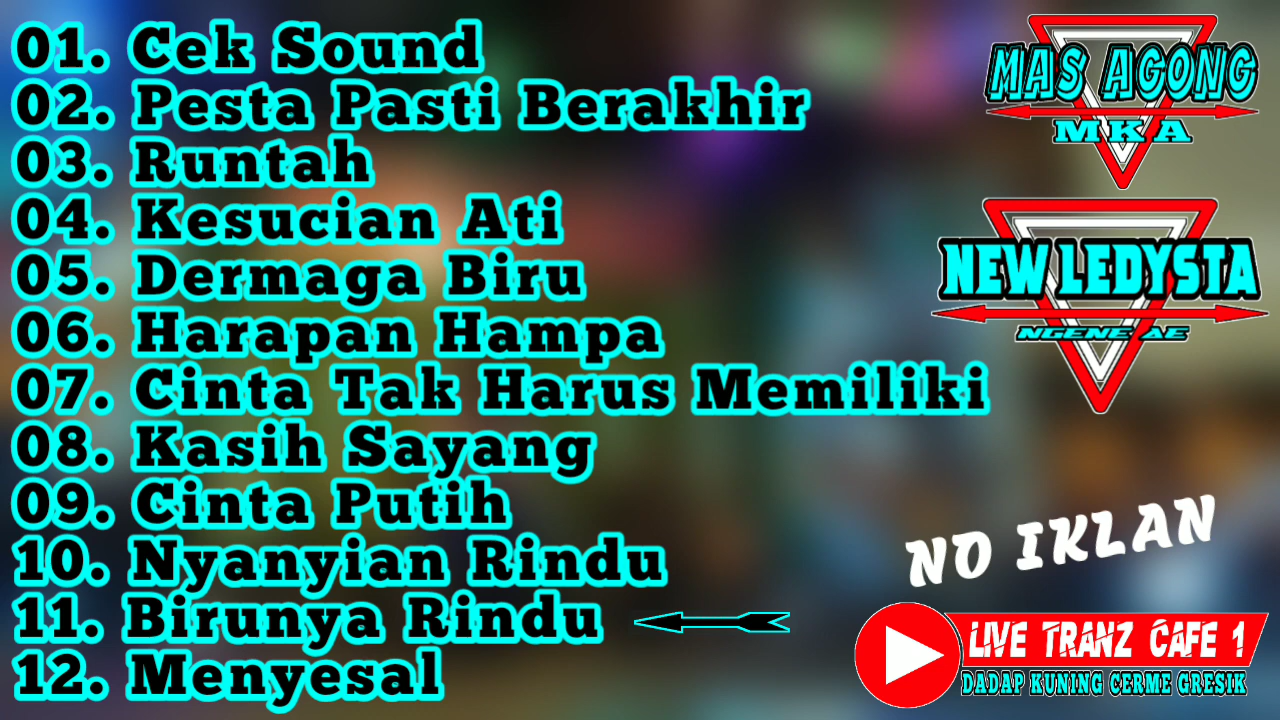 01. Cek Sound
02. Pesta Pasti Berakhir
03. Runtah
04. Kesucian Ati
05. Dermaga Biru
06. Harapan Hampa
07. Cinta Tak Harus Memiliki
08. Kasih Sayang
09. Cinta Putih
10. Nyanyian Rindu
11. Birunya Rindu
12. Menyesal
MAS AGONG
MKA
NEW LEDYSTA
NGENE AE
NO IKLAN
LIVE TRANZ CAFE 1
DADAP KUNING CERME GRESIK